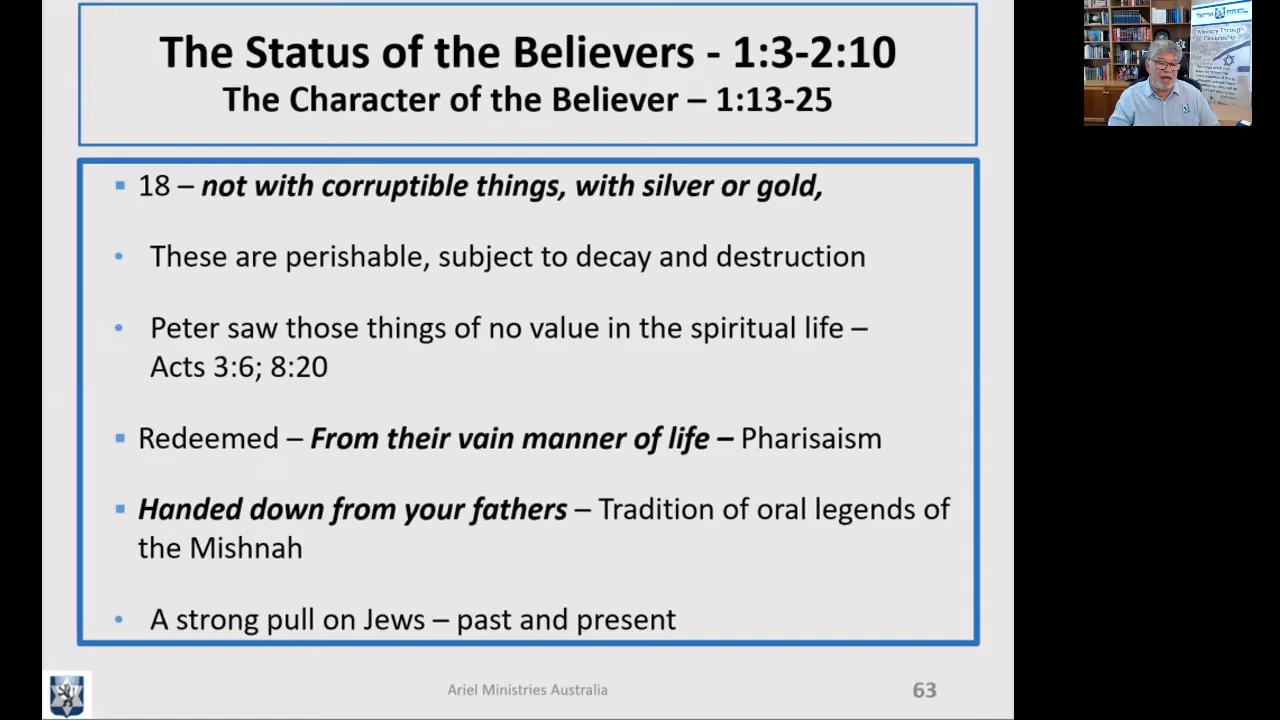 The Status of the Believers - 1:3-2:10
The Character of the Believer – 1:13-25
▪ 18 – not with corruptible things, with silver or gold,
• These are perishable, subject to decay and destruction
• Peter saw those things of no value in the spiritual life –
Acts 3:6; 8:20
▪ Redeemed – From their vain manner of life – Pharisaism
▪ Handed down from your fathers – Tradition of oral legends of
the Mishnah
• A strong pull on Jews – past and present
Ariel Ministries Australia
63
Ministry Through
Discipleship